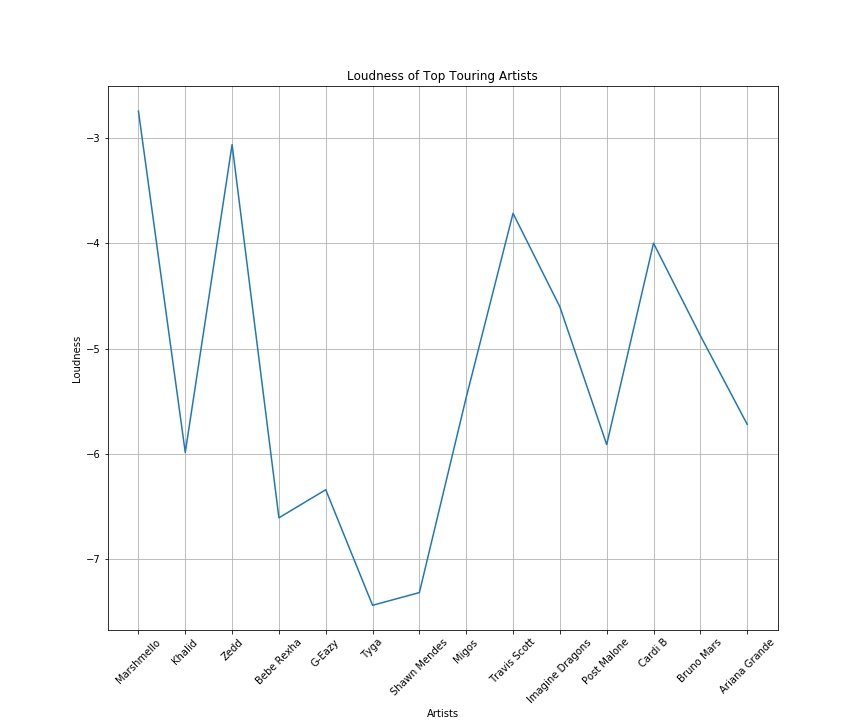 Loudness of Top Touring Artists
−3
−4
−5
−6
−7
Loudness
Marshmello
Khalid
Zedd
Bebe Rexha
G-Eazy
Tyga
Shawn Mendes
Migos
Travis Scott
Imagine Dragons
Post Malone
Cardi B
Bruno Mars
Ariana Grande
Artists